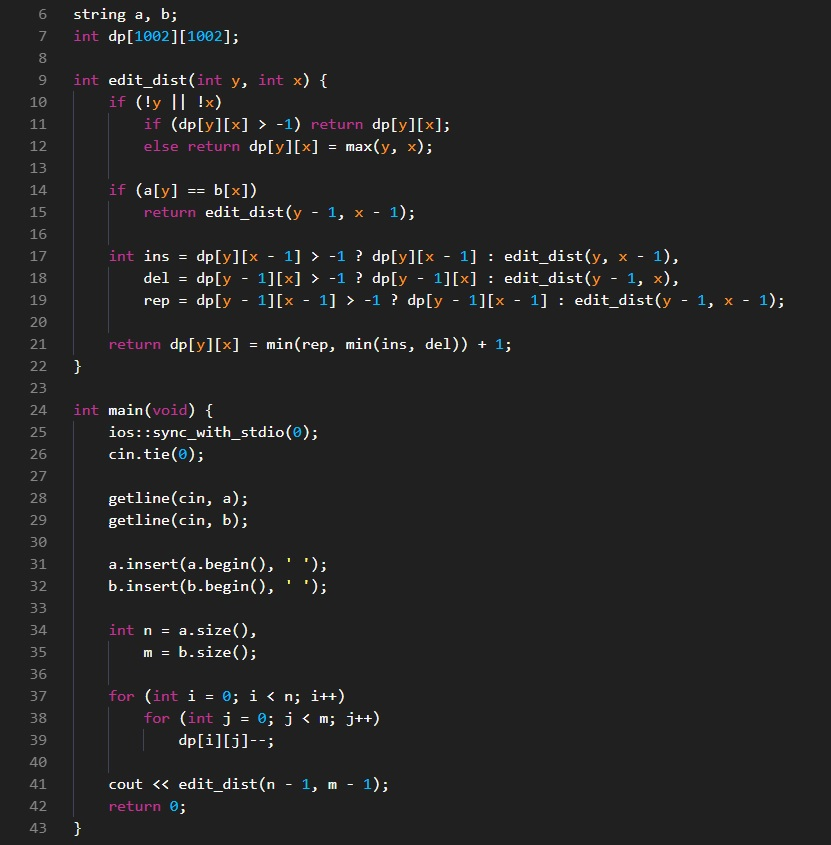 6 string a, b;
7 int dp[1002][1002];
8
9 int edit_dist(int y, int x) {
10     if (!y || !x)
11         if (dp[y][x] > -1) return dp[y][x];
12         else return dp[y][x] = max(y, x);
13
14     if (a[y] == b[x])
15         return edit_dist(y - 1, x - 1);
16
17     int ins = dp[y][x - 1] > -1 ? dp[y][x - 1] : edit_dist(y, x - 1),
18         del = dp[y - 1][x] > -1 ? dp[y - 1][x] : edit_dist(y - 1, x),
19         rep = dp[y - 1][x - 1] > -1 ? dp[y - 1][x - 1] : edit_dist(y - 1, x - 1);
20
21     return dp[y][x] = min(rep, min(ins, del)) + 1;
22 }
23
24 int main(void) {
25     ios::sync_with_stdio(0);
26     cin.tie(0);
27
28     getline(cin, a);
29     getline(cin, b);
30
31     a.insert(a.begin(), ' ');
32     b.insert(b.begin(), ' ');
33
34     int n = a.size(),
35         m = b.size();
36
37     for (int i = 0; i < n; i++)
38         for (int j = 0; j < m; j++)
39             dp[i][j]--;
40
41     cout << edit_dist(n - 1, m - 1);
42     return 0;
43 }